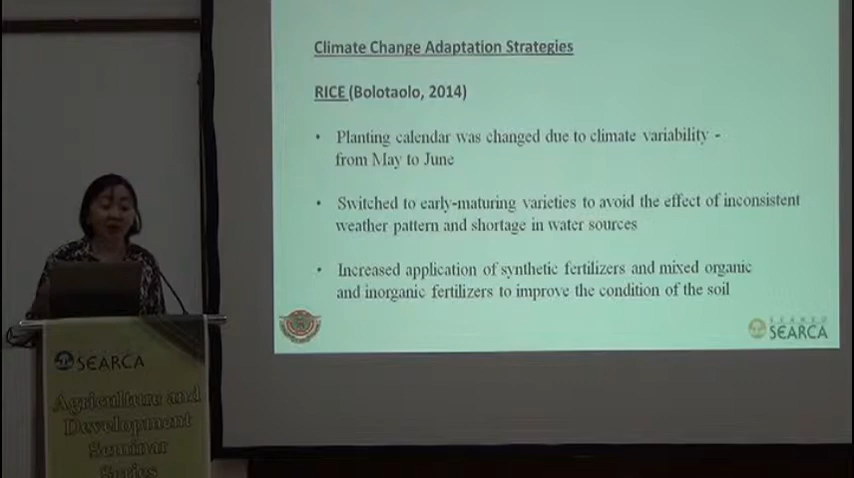 Climate Change Adaptation Strategies
RICE (Bolotaolo, 2014)
• Planting calendar was changed due to climate variability -
from May to June
• Switched to early-maturing varieties to avoid the effect of inconsistent
weather pattern and shortage in water sources
• Increased application of synthetic fertilizers and mixed organic
and inorganic fertilizers to improve the condition of the soil
SEARCA
SEARCA
Agriculture and
Development
Seminar
Series